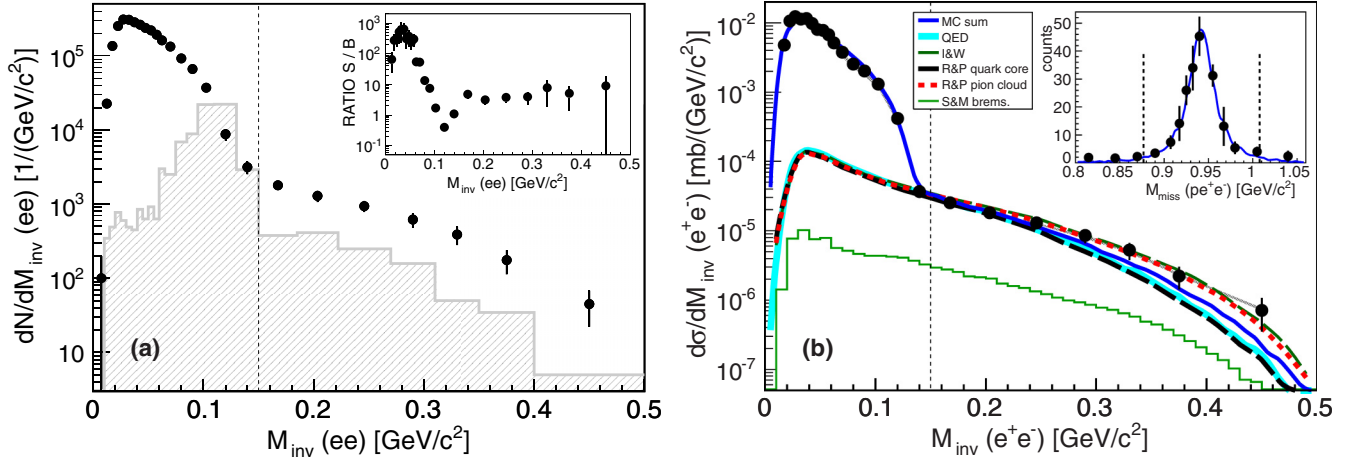 dN/dM_inv (ee) [1/(GeV/c²)]
10⁵
10⁴
10³
10²
10
0 0.1 0.2 0.3 0.4 0.5
M_inv (ee) [GeV/c²]
(a)
RATIO S / B
10³
10²
10
1
10⁻¹
0 0.1 0.2 0.3 0.4 0.5
M_inv (ee) [GeV/c²]
dσ/dM_inv (e⁺e⁻) [mb/(GeV/c²)]
10⁻²
10⁻³
10⁻⁴
10⁻⁵
10⁻⁶
10⁻⁷
0 0.1 0.2 0.3 0.4 0.5
M_inv (e⁺e⁻) [GeV/c²]
(b)
MC sum
QED
I&W
R&P quark core
R&P pion cloud
S&M brems.
counts
50
40
30
20
10
0
0.8 0.85 0.9 0.95 1 1.05
M_miss (pe⁺e⁻) [GeV/c²]